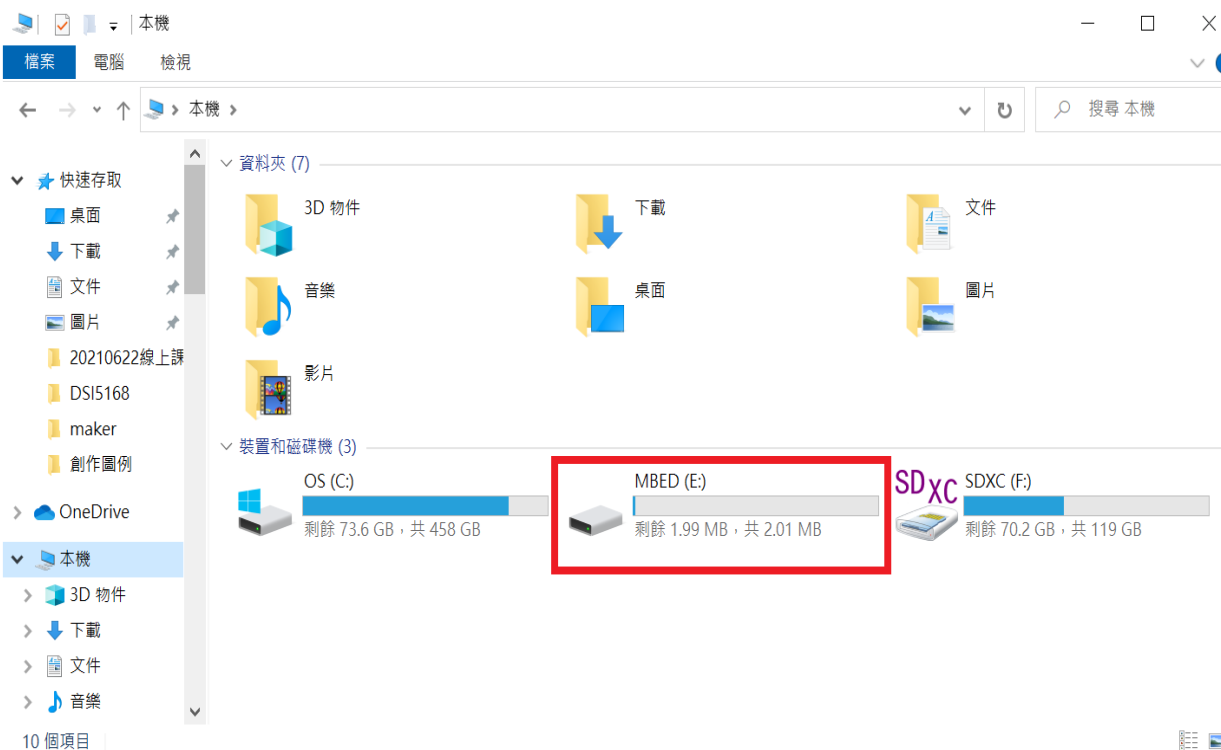 本機
檔案 電腦 檢視
本機 搜尋 本機
快速存取
桌面
下載
文件
圖片
20210622線上課
DSI5168
maker
創作圖例
OneDrive
本機
3D 物件
下載
文件
音樂
資料夾 (7)
3D 物件 下載 文件
音樂 桌面 圖片
影片
裝置和磁碟機 (3)
OS (C:)
剩餘 73.6 GB，共 458 GB
MBED (E:)
剩餘 1.99 MB，共 2.01 MB
SDXC
SDXC (F:)
剩餘 70.2 GB，共 119 GB
10 個項目